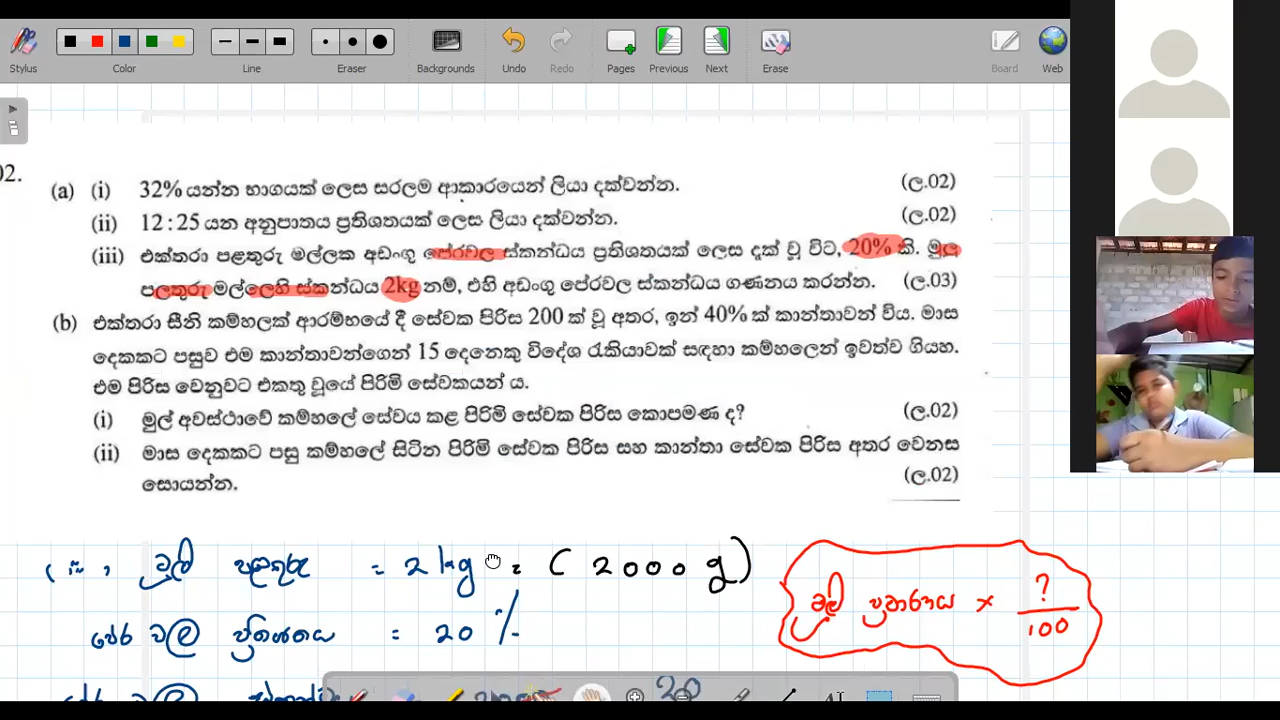 Stylus Color Line Eraser Backgrounds Undo Redo Pages Previous Next Erase Board Web
02.
(a) (i) 32% යන්න භාගයක් ලෙස සරලම ආකාරයෙන් ලියා දක්වන්න. (ල.02)
(ii) 12 : 25 යන අනුපාතය ප්‍රතිශතයක් ලෙස ලියා දක්වන්න. (ල.02)
(iii) එක්තරා පළතුරු මල්ලක අඩංගු පේරවල ස්කන්ධය ප්‍රතිශතයක් ලෙස දැක් වූ විට, 20% කි. මුලු
පලතුරු මල්ලෙහි ස්කන්ධය 2kg නම්, එහි අඩංගු පේරවල ස්කන්ධය ගණනය කරන්න. (ල.03)
(b) එක්තරා සීනි කම්හලක් ආරම්භයේ දී සේවක පිරිස 200 ක් වූ අතර, ඉන් 40% ක් කාන්තාවන් විය. මාස
දෙකකට පසුව එම කාන්තාවන්ගෙන් 15 දෙනෙකු විදේශ රැකියාවක් සඳහා කම්හලෙන් ඉවත්ව ගියහ.
එම පිරිස වෙනුවට එකතු වූයේ පිරිමි සේවකයන් ය.
(i) මුල් අවස්ථාවේ කම්හලේ සේවය කළ පිරිමි සේවක පිරිස කොපමණ ද? (ල.02)
(ii) මාස දෙකකට පසු කම්හලේ සිටින පිරිමි සේවක පිරිස සහ කාන්තා සේවක පිරිස අතර වෙනස
සොයන්න. (ල.02)
මුළු පළතුරු = 2 kg = (2000 g)
පේර වල ප්‍රතිශතය = 20 %
මුළු ප්‍රමාණය × ?/100
පේර වල